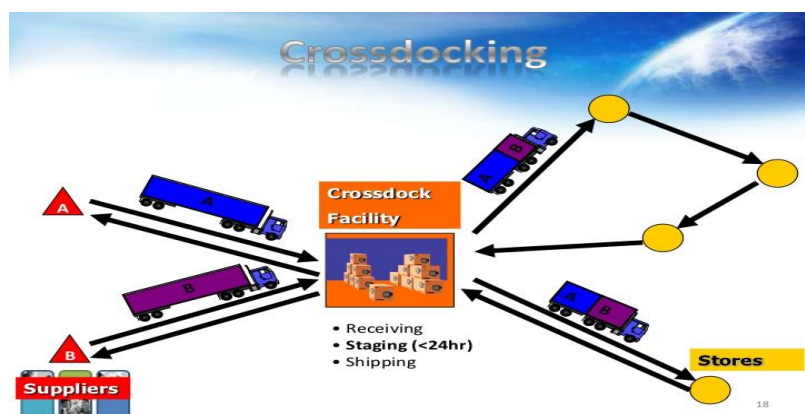 Crossdocking
A
A
B
B
Suppliers
Crossdock
Facility
• Receiving
• Staging (<24hr)
• Shipping
A B
A B
Stores
18